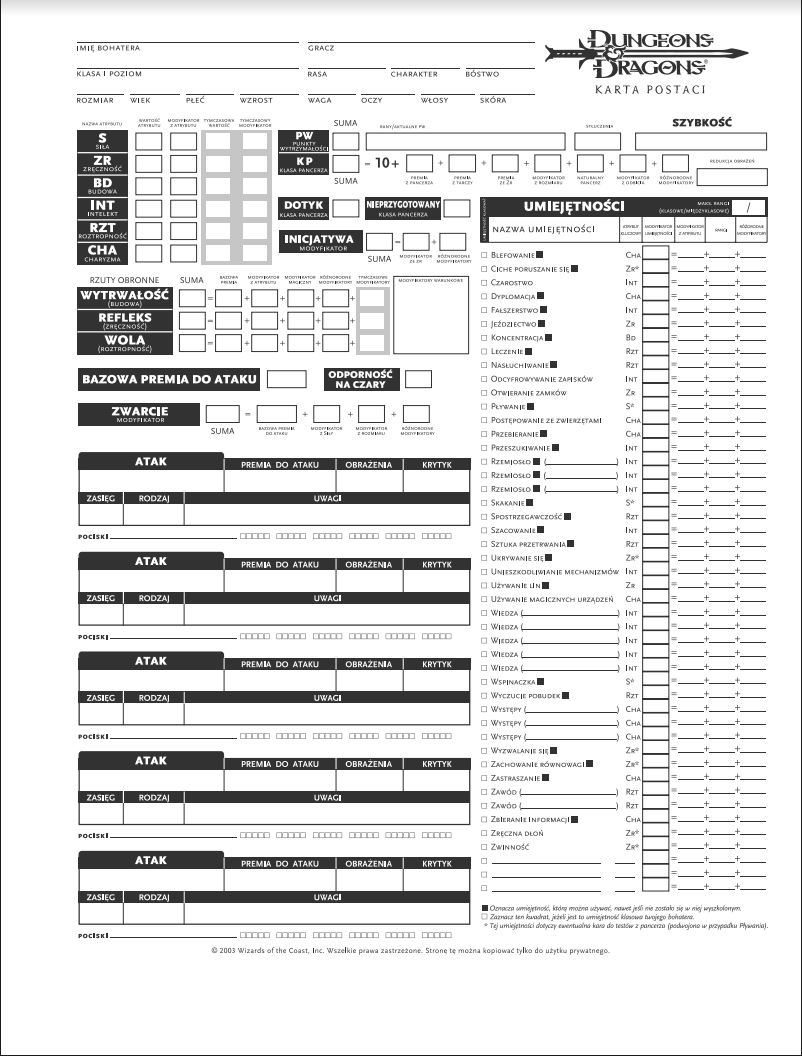 DUNGEONS & DRAGONS®
KARTA POSTACI
IMIĘ BOHATERA GRACZ
KLASA I POZIOM RASA CHARAKTER BÓSTWO
ROZMIAR WIEK PŁEĆ WZROST WAGA OCZY WŁOSY SKÓRA
NAZWA ATRYBUTU WARTOŚĆ ATRYBUTU MODYFIKATOR Z ATRYBUTU TYMCZASOWA WARTOŚĆ TYMCZASOWY MODYFIKATOR
S SIŁA
ZR ZRĘCZNOŚĆ
BD BUDOWA
INT INTELEKT
RZT ROZTROPNOŚĆ
CHA CHARYZMA
SUMA RANY/AKTUALNE PW STŁUCZENIA SZYBKOŚĆ
PW PUNKTY WYTRZYMAŁOŚCI
KP KLASA PANCERZA = 10+ + + + + + +
SUMA PREMIA Z PANCERZA PREMIA Z TARCZY PREMIA ZE ZR MODYFIKATOR Z ROZMIARU NATURALNY PANCERZ MODYFIKATOR Z ODBICIA RÓŻNORODNE MODYFIKATORY
REDUKCJA OBRAŻEŃ
DOTYK KLASA PANCERZA NIEPRZYGOTOWANY KLASA PANCERZA
INICJATYWA MODYFIKATOR = +
SUMA MODYFIKATOR ZE ZR RÓŻNORODNE MODYFIKATORY
RZUTY OBRONNE SUMA BAZOWA PREMIA MODYFIKATOR Z ATRYBUTU MODYFIKATOR MAGICZNY RÓŻNORODNE MODYFIKATORY TYMCZASOWE MODYFIKATORY MODYFIKATORY WARUNKOWE
WYTRWAŁOŚĆ (BUDOWA) = + + + +
REFLEKS (ZRĘCZNOŚĆ) = + + + +
WOLA (ROZTROPNOŚĆ) = + + + +
BAZOWA PREMIA DO ATAKU ODPORNOŚĆ NA CZARY
ZWARCIE MODYFIKATOR = + + +
SUMA BAZOWA PREMIA DO ATAKU MODYFIKATOR Z SIŁY MODYFIKATOR Z ROZMIARU RÓŻNORODNE MODYFIKATORY
ATAK PREMIA DO ATAKU OBRAŻENIA KRYTYK
ZASIĘG RODZAJ UWAGI
POCISKI
ATAK PREMIA DO ATAKU OBRAŻENIA KRYTYK
ZASIĘG RODZAJ UWAGI
POCISKI
ATAK PREMIA DO ATAKU OBRAŻENIA KRYTYK
ZASIĘG RODZAJ UWAGI
POCISKI
ATAK PREMIA DO ATAKU OBRAŻENIA KRYTYK
ZASIĘG RODZAJ UWAGI
POCISKI
ATAK PREMIA DO ATAKU OBRAŻENIA KRYTYK
ZASIĘG RODZAJ UWAGI
POCISKI
UMIEJĘTNOŚCI MAKS. RANGI (KLASOWE/MIĘDZYKLASOWE) /
NAZWA UMIEJĘTNOŚCI ATRYBUT KLUCZOWY MODYFIKATOR UMIEJĘTNOŚCI MODYFIKATOR Z ATRYBUTU RANGI RÓŻNORODNE MODYFIKATORY
□ BLEFOWANIE ■ CHA = + +
□ CICHE PORUSZANIE SIĘ ■ ZR* = + +
□ CZAROSTWO INT = + +
□ DYPLOMACJA ■ CHA = + +
□ FAŁSZERSTWO ■ INT = + +
□ JEŹDZIECTWO ■ ZR = + +
□ KONCENTRACJA ■ BD = + +
□ LECZENIE ■ RZT = + +
□ NASŁUCHIWANIE ■ RZT = + +
□ ODCYFROWYWANIE ZAPISKÓW INT = + +
□ OTWIERANIE ZAMKÓW ZR = + +
□ PŁYWANIE ■ S* = + +
□ POSTĘPOWANIE ZE ZWIERZĘTAMI CHA = + +
□ PRZEBIERANIE ■ CHA = + +
□ PRZESZUKIWANIE ■ INT = + +
□ RZEMIOSŁO ■ ( ) INT = + +
□ RZEMIOSŁO ■ ( ) INT = + +
□ RZEMIOSŁO ■ ( ) INT = + +
□ SKAKANIE ■ S* = + +
□ SPOSTRZEGAWCZOŚĆ ■ RZT = + +
□ SZACOWANIE ■ INT = + +
□ SZTUKA PRZETRWANIA ■ RZT = + +
□ UKRYWANIE SIĘ ■ ZR* = + +
□ UNIESZKODLIWIANIE MECHANIZMÓW INT = + +
□ UŻYWANIE LIN ■ ZR = + +
□ UŻYWANIE MAGICZNYCH URZĄDZEŃ CHA = + +
□ WIEDZA ( ) INT = + +
□ WIEDZA ( ) INT = + +
□ WIEDZA ( ) INT = + +
□ WIEDZA ( ) INT = + +
□ WIEDZA ( ) INT = + +
□ WSPINACZKA ■ S* = + +
□ WYCZUCIE POBUDEK ■ RZT = + +
□ WYSTĘPY ( ) CHA = + +
□ WYSTĘPY ( ) CHA = + +
□ WYSTĘPY ( ) CHA = + +
□ WYZWALANIE SIĘ ■ ZR* = + +
□ ZACHOWANIE RÓWNOWAGI ■ ZR* = + +
□ ZASTRASZANIE ■ CHA = + +
□ ZAWÓD ( ) RZT = + +
□ ZAWÓD ( ) RZT = + +
□ ZBIERANIE INFORMACJI ■ CHA = + +
□ ZRĘCZNA DŁOŃ ZR* = + +
□ ZWINNOŚĆ ZR* = + +
□ = + +
□ = + +
□ = + +
■ Oznacza umiejętność, którą można używać, nawet jeśli nie zostało się w niej wyszkolonym.
□ Zaznacz ten kwadrat, jeżeli jest to umiejętność klasowa twojego bohatera.
* Tej umiejętności dotyczy ewentualna kara do testów z pancerza (podwojona w przypadku Pływania).
© 2003 Wizards of the Coast, Inc. Wszelkie prawa zastrzeżone. Stronę tę można kopiować tylko do użytku prywatnego.